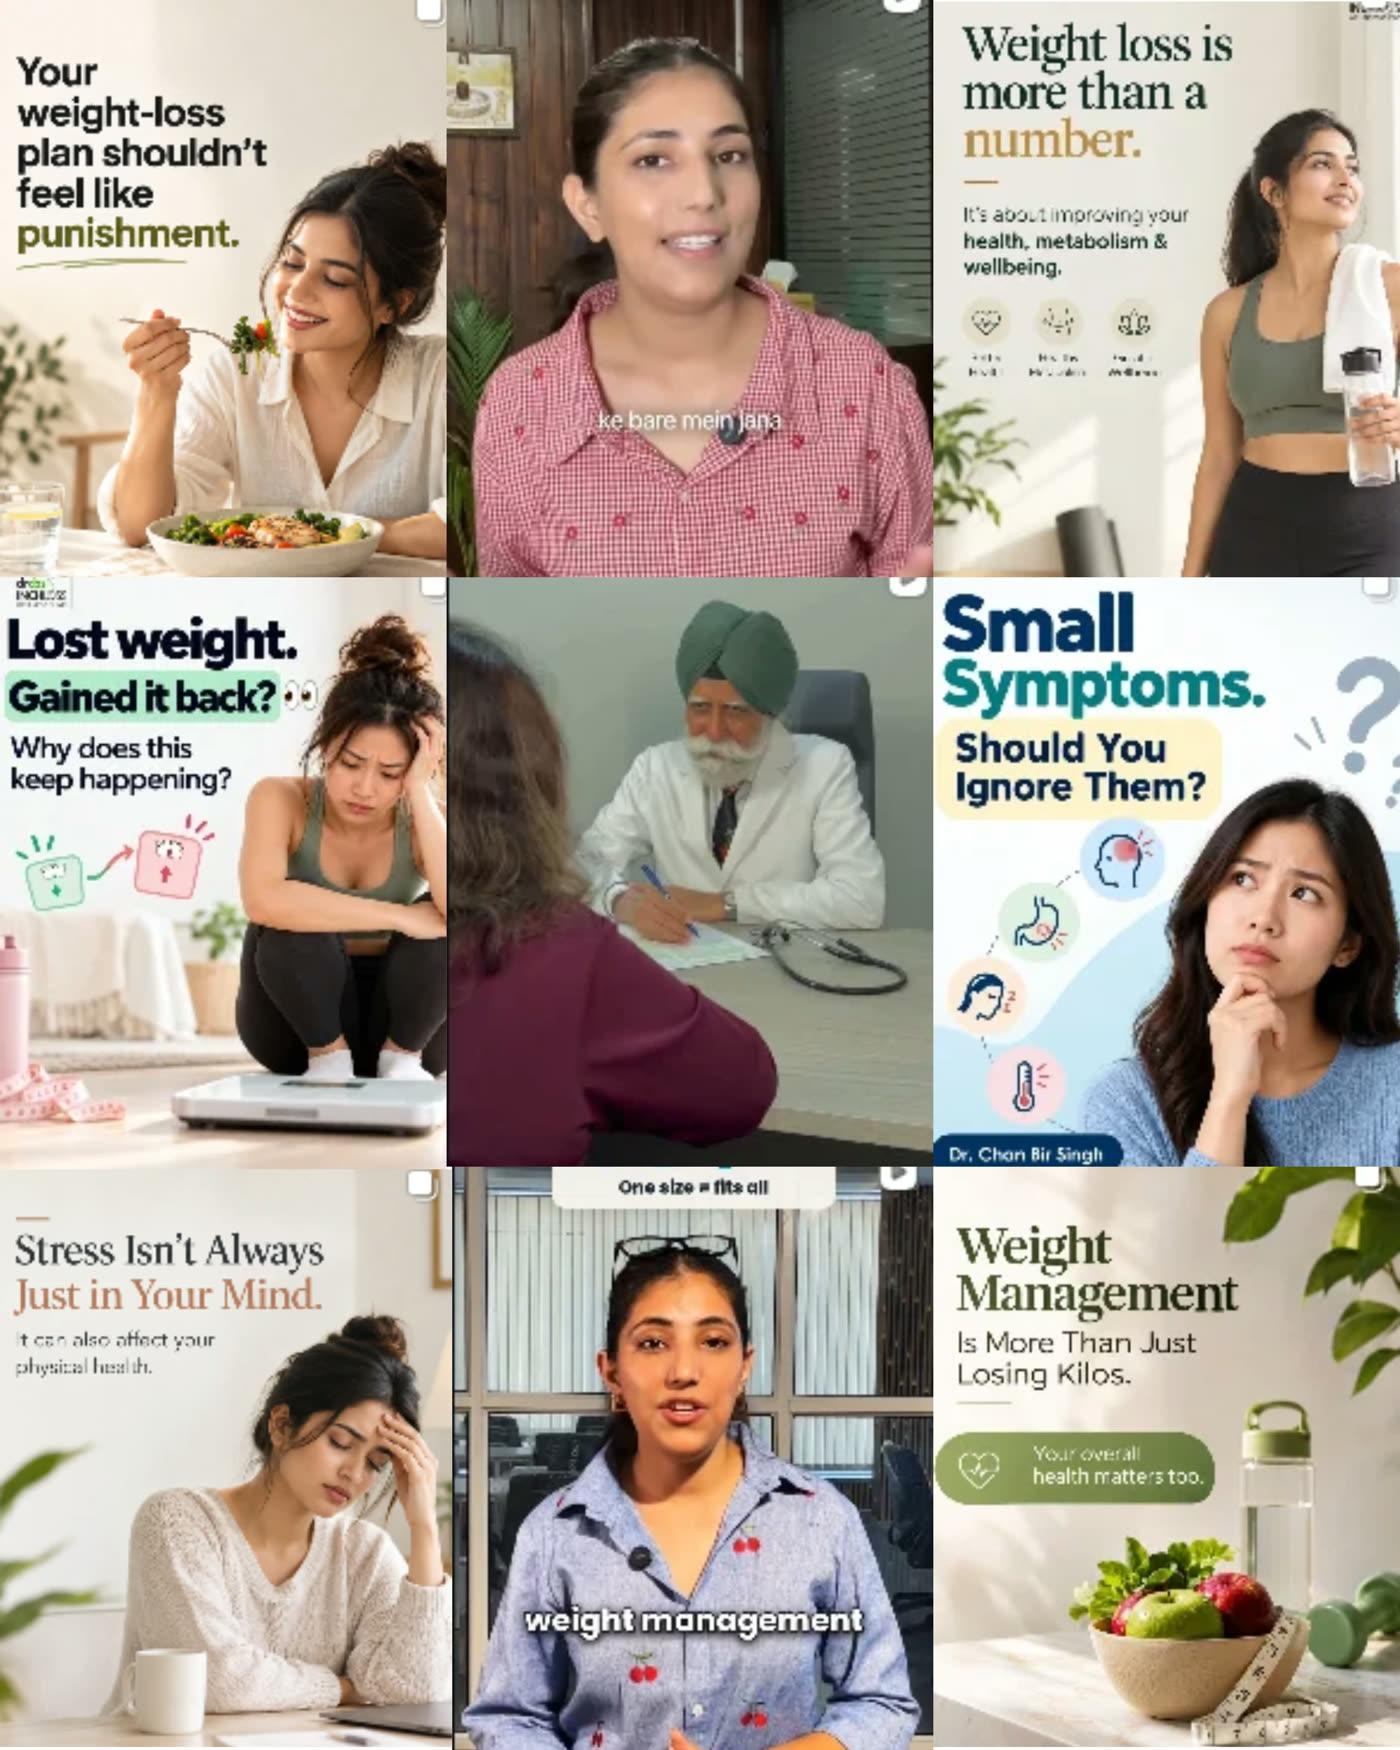 Your
weight-loss
plan shouldn't
feel like
punishment.
ke bare mein jana
Weight loss is
more than a
number.
It's about improving your
health, metabolism &
wellbeing.
Lost weight.
Gained it back?
Why does this
keep happening?
Small
Symptoms.
Should You
Ignore Them?
Dr. Chan Bir Singh
Stress Isn't Always
Just in Your Mind.
It can also affect your
physical health.
One size ≠ fits all
weight management
Weight
Management
Is More Than Just
Losing Kilos.
Your overall
health matters too.